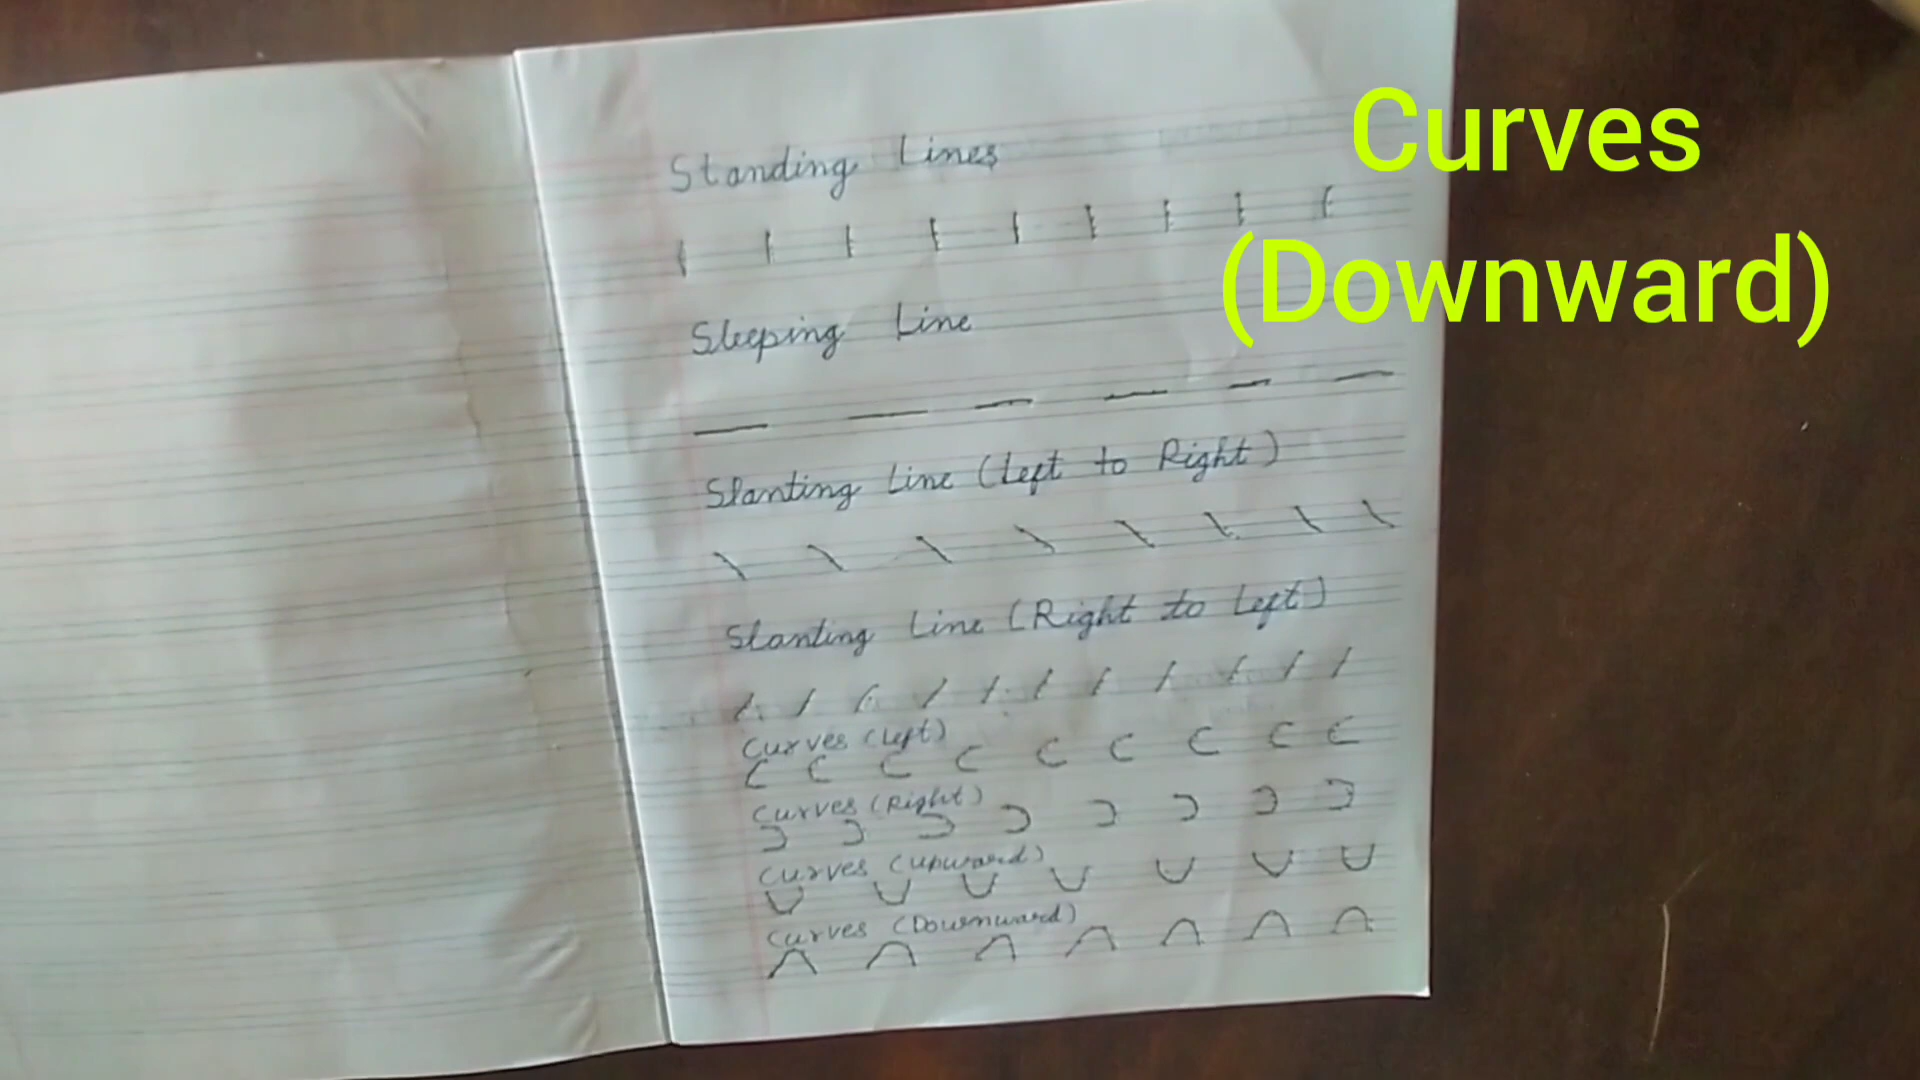 Standing Lines
Sleeping Line
Slanting Line (Left to Right)
Slanting Line (Right to Left)
Curves (Left)
Curves (Right)
Curves (Upward)
Curves (Downward)
Curves
(Downward)